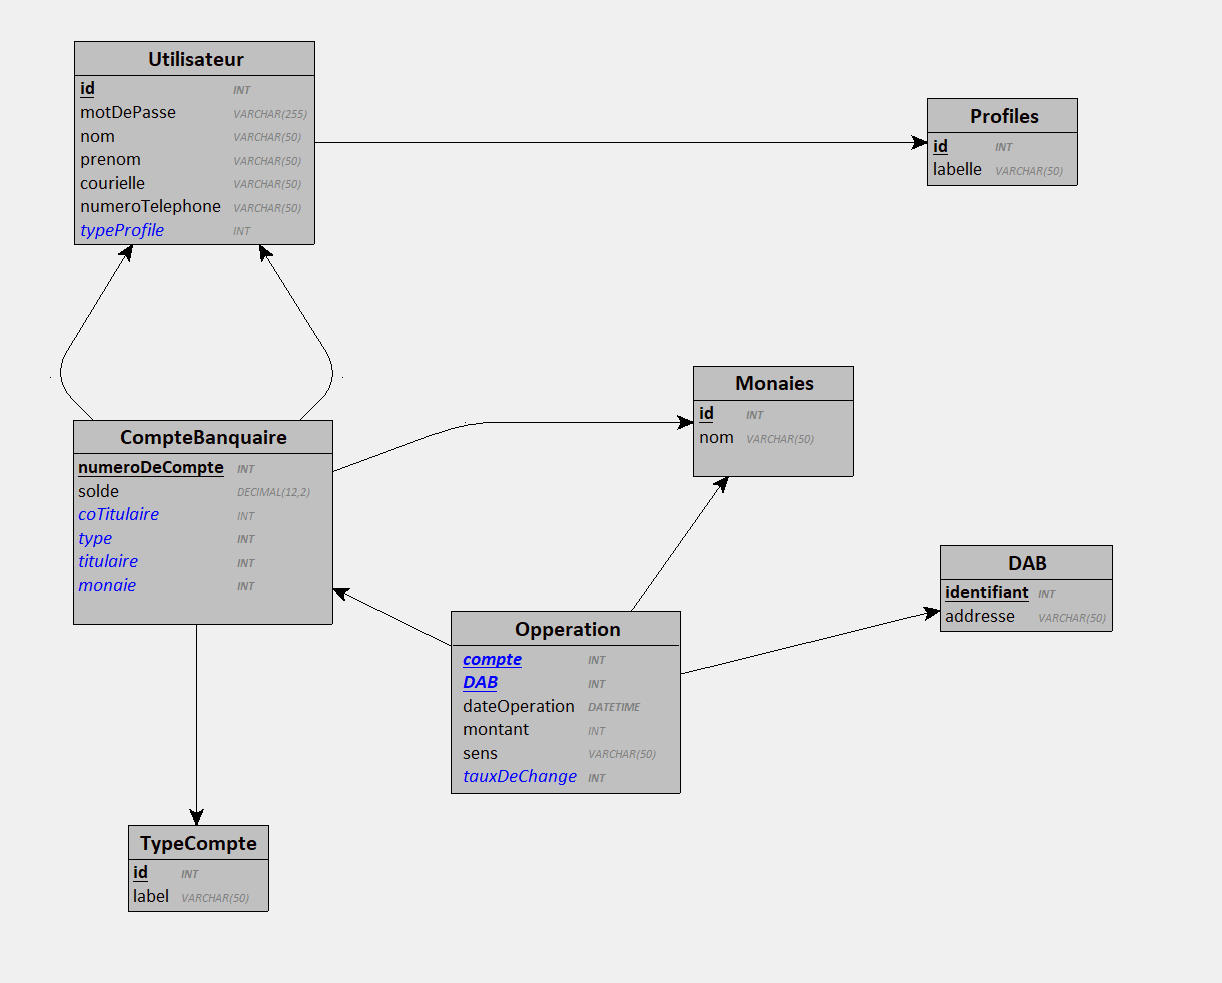 Utilisateur
id INT
motDePasse VARCHAR(255)
nom VARCHAR(50)
prenom VARCHAR(50)
courielle VARCHAR(50)
numeroTelephone VARCHAR(50)
typeProfile INT
Profiles
id INT
labelle VARCHAR(50)
Monaies
id INT
nom VARCHAR(50)
CompteBanquaire
numeroDeCompte INT
solde DECIMAL(12,2)
coTitulaire INT
type INT
titulaire INT
monaie INT
DAB
identifiant INT
addresse VARCHAR(50)
Opperation
compte INT
DAB INT
dateOperation DATETIME
montant INT
sens VARCHAR(50)
tauxDeChange INT
TypeCompte
id INT
label VARCHAR(50)